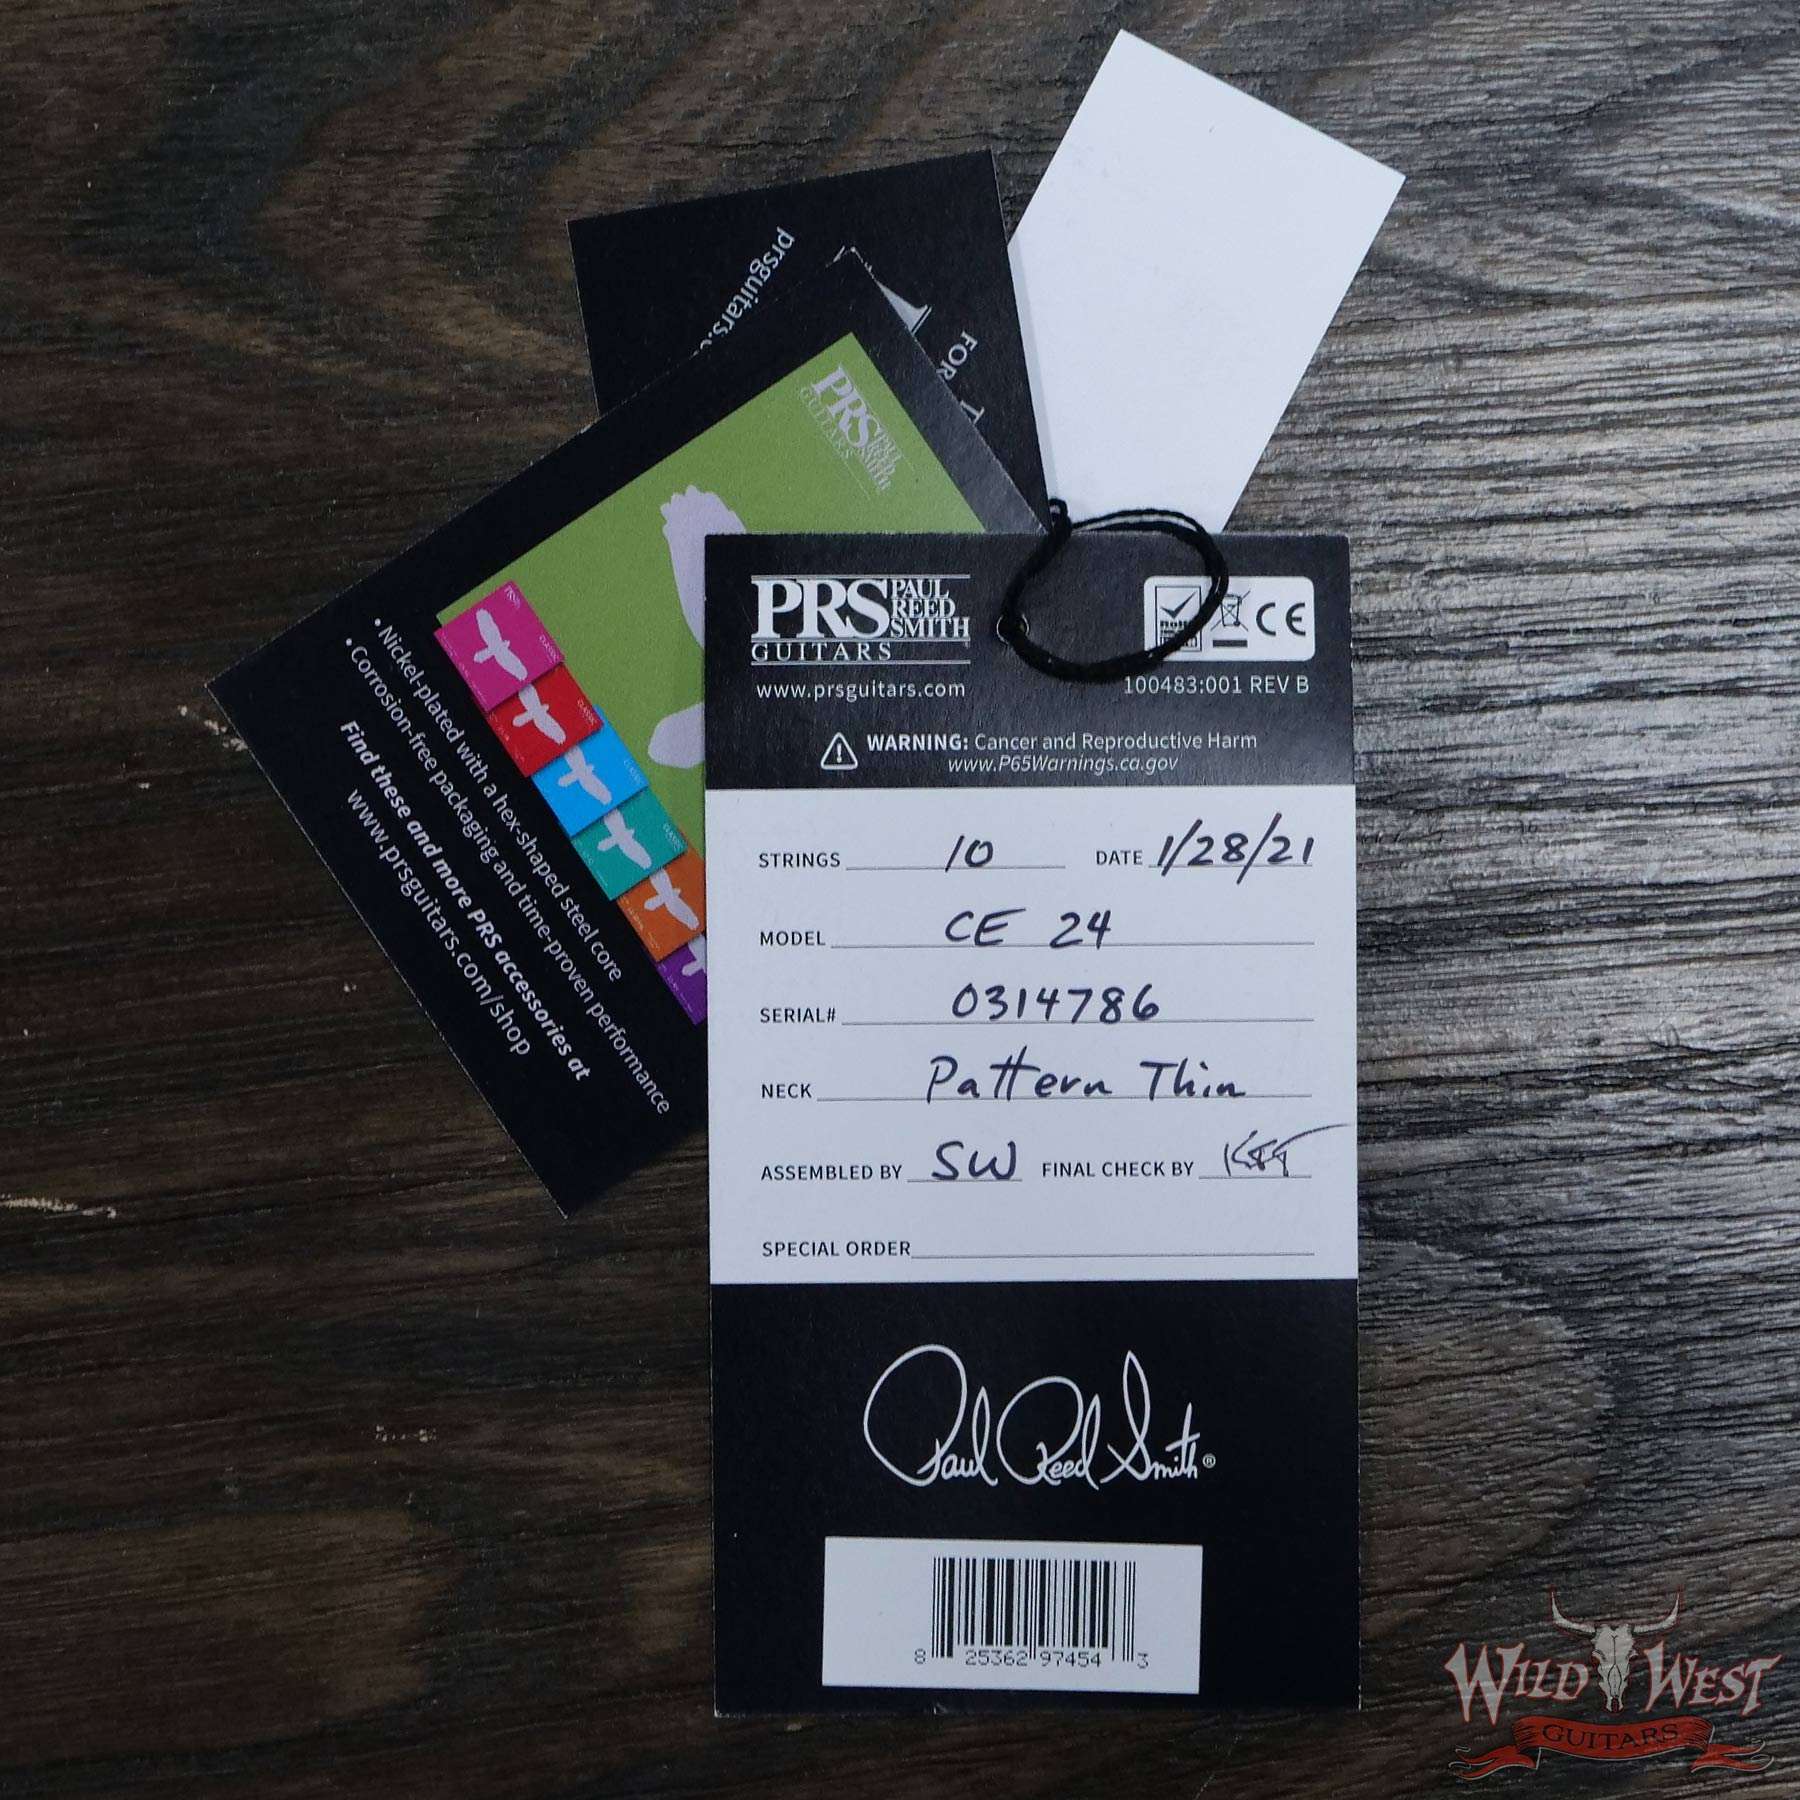 prsguitars.c
FOR
PRS PAUL REED SMITH
GUITARS
• Nickel-plated with a hex-shaped steel core
• Corrosion-free packaging and time-proven performance
Find these and more PRS accessories at
www.prsguitars.com/shop
PRS PAUL REED SMITH
GUITARS
CE
www.prsguitars.com
100483:001 REV B
WARNING: Cancer and Reproductive Harm
www.P65Warnings.ca.gov
STRINGS 10 DATE 1/28/21
MODEL CE 24
SERIAL# 0314786
NECK Pattern Thin
ASSEMBLED BY SW FINAL CHECK BY
SPECIAL ORDER
Paul Reed Smith®
8 25362 97454 3
WILD WEST
GUITARS